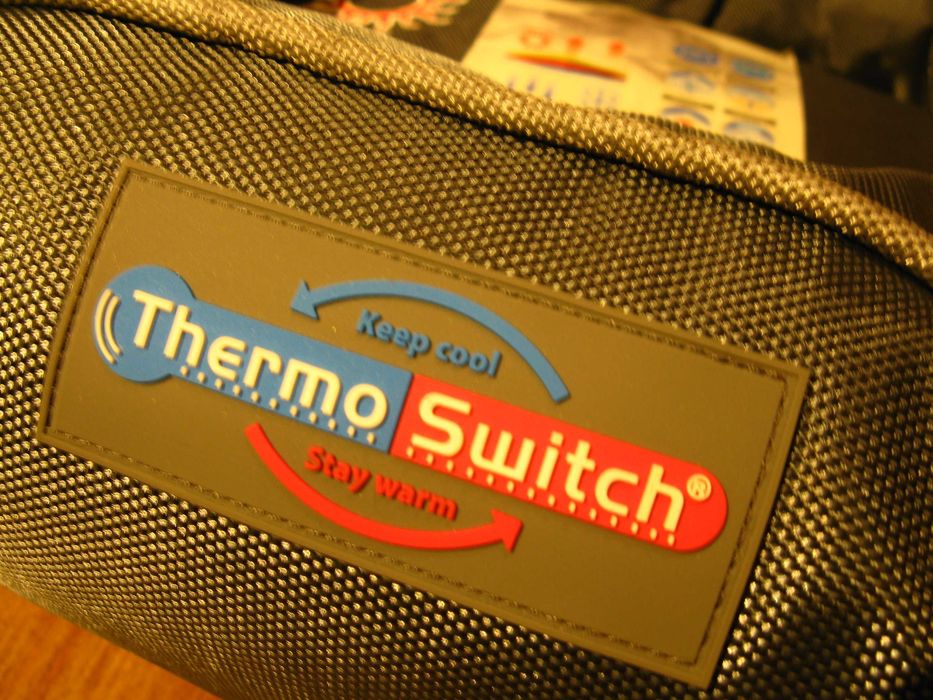 Keep cool
Thermo Switch®
Stay warm